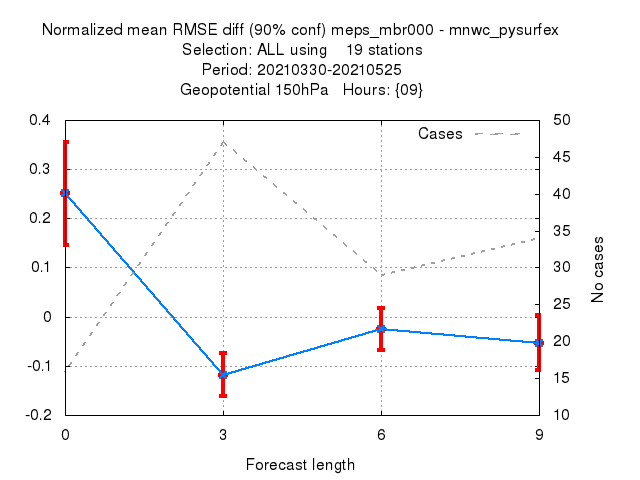 Normalized mean RMSE diff (90% conf) meps_mbr000 - mnwc_pysurfex
Selection: ALL using    19 stations
Period: 20210330-20210525
Geopotential 150hPa   Hours: {09}
Cases
0.4
0.3
0.2
0.1
0
-0.1
-0.2
50
45
40
35
30
25
20
15
10
No cases
0 3 6 9
Forecast length